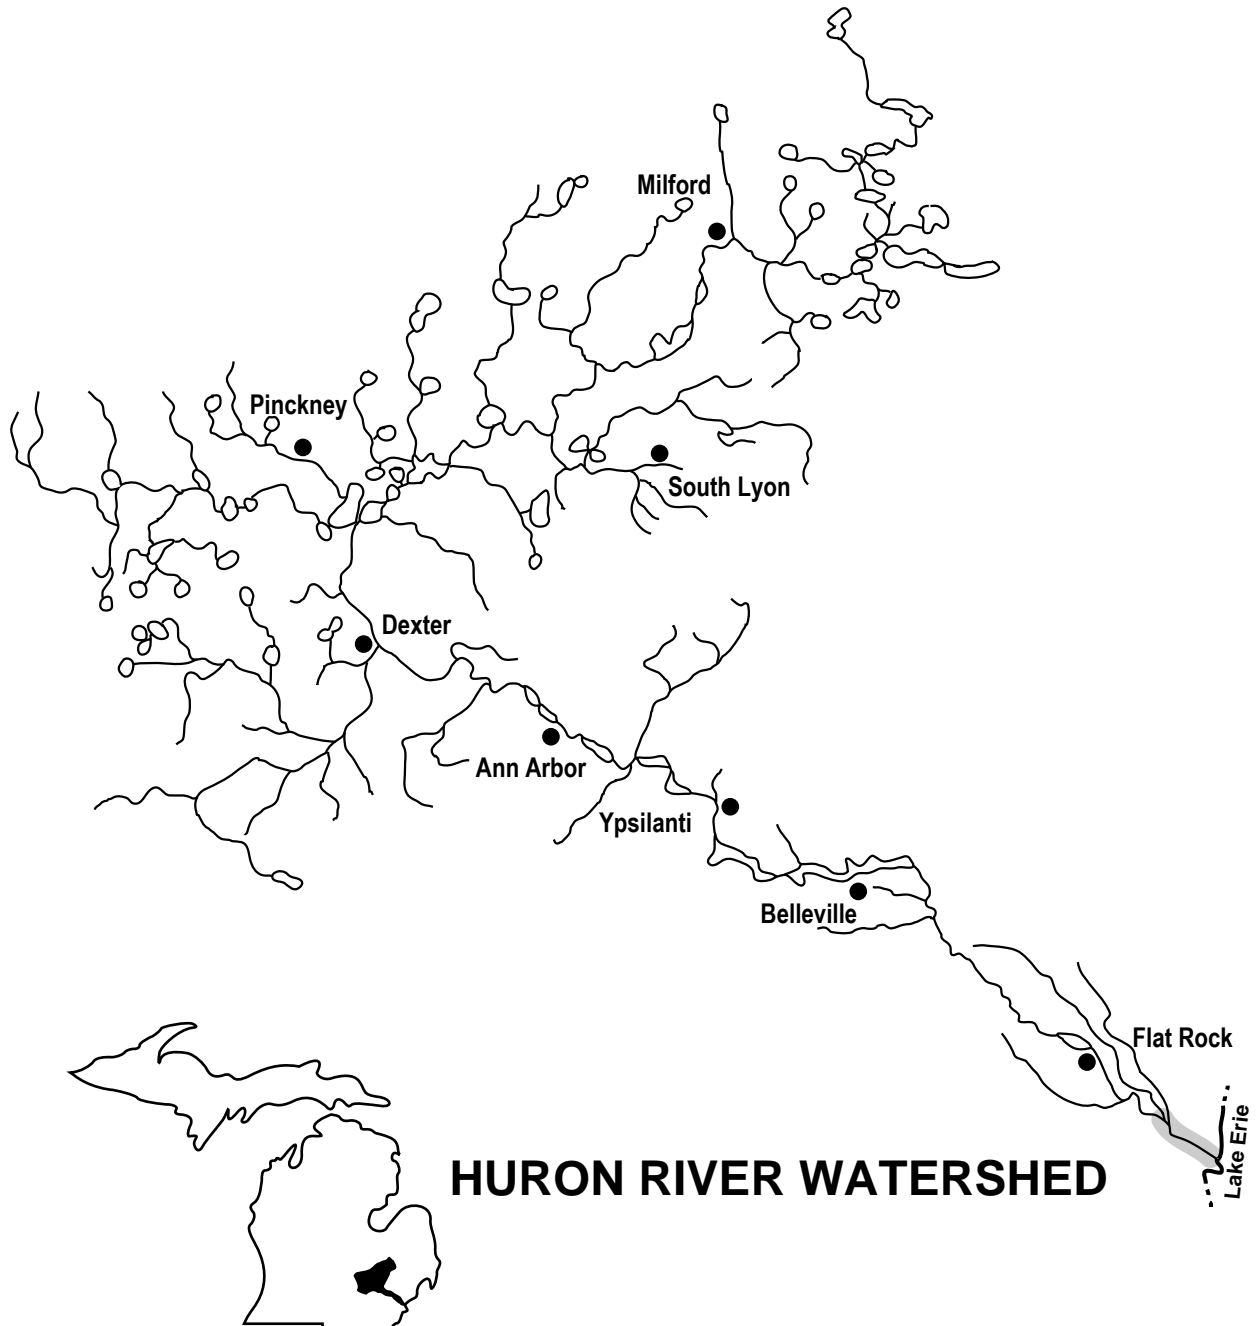 Milford
Pinckney
South Lyon
Dexter
Ann Arbor
Ypsilanti
Belleville
Flat Rock
Lake Erie
HURON RIVER WATERSHED